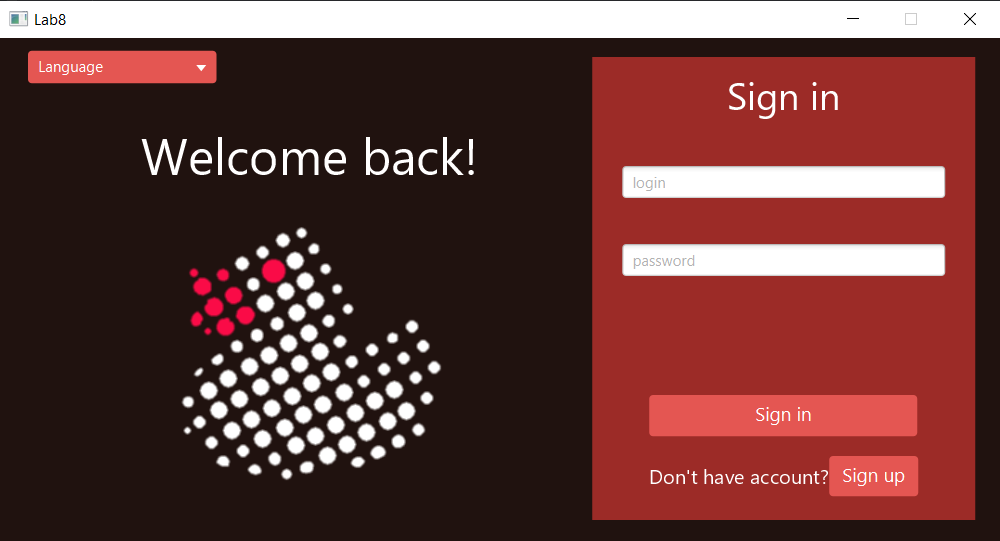 Lab8
Language
Welcome back!
Sign in
login
password
Sign in
Don't have account?
Sign up